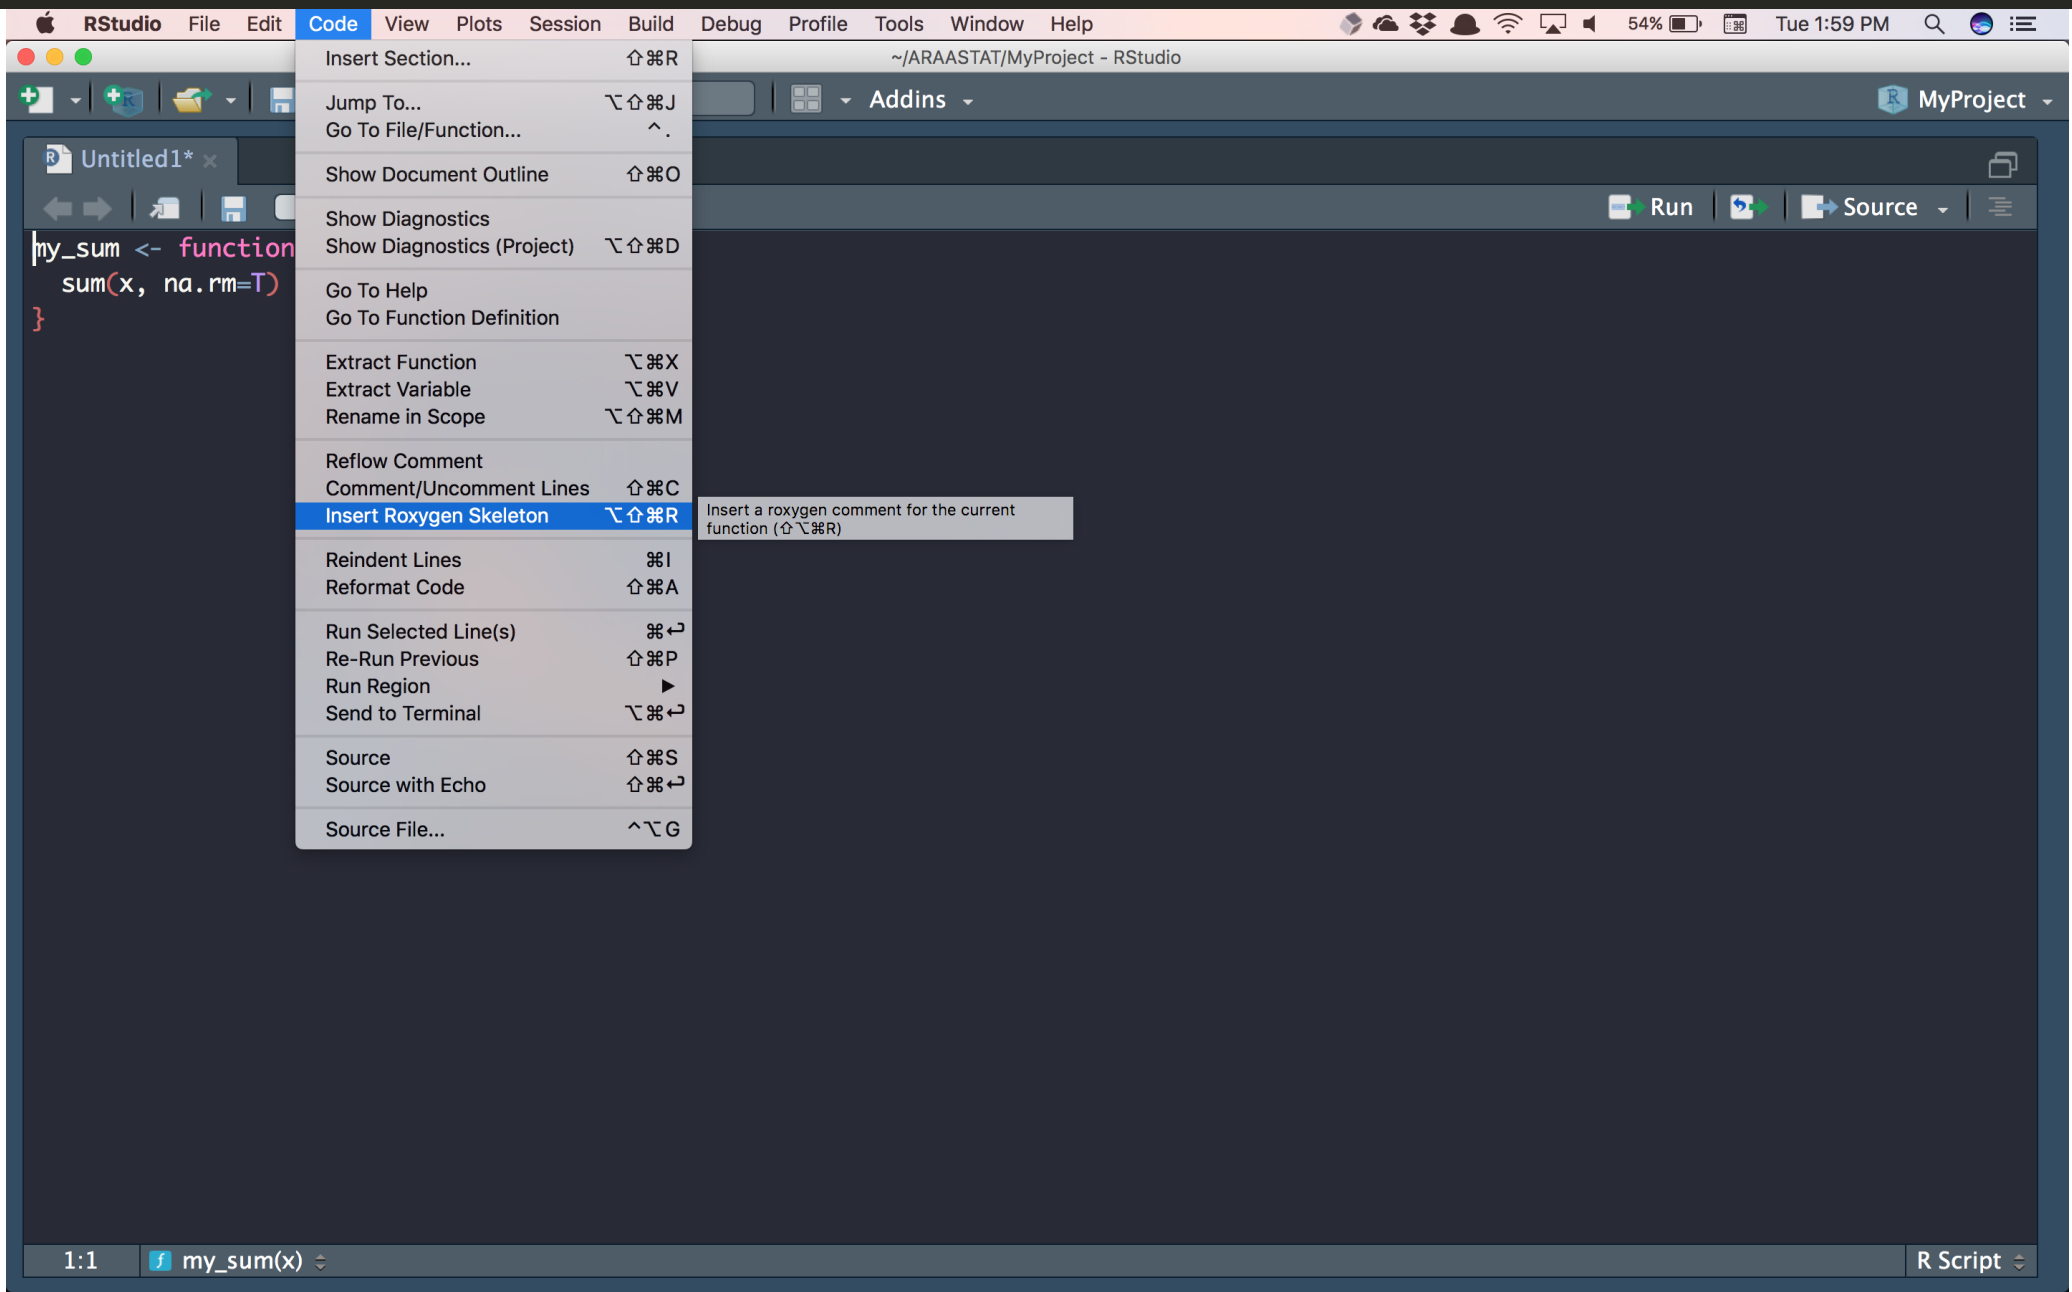 RStudio File Edit Code View Plots Session Build Debug Profile Tools Addins Window Help 54% Tue 1:59 PM
~/ARAASTAT/MyProject - RStudio
Addins MyProject
Untitled1*
Run Source
my_sum <- function
sum(x, na.rm=T)
}
Insert Section... ⇧⌘R
Jump To... ⌥⇧⌘J
Go To File/Function... ^ .
Show Document Outline ⇧⌘O
Show Diagnostics
Show Diagnostics (Project) ⌥⇧⌘D
Go To Help
Go To Function Definition
Extract Function ⌥⌘X
Extract Variable ⌥⌘V
Rename in Scope ⌥⇧⌘M
Reflow Comment
Comment/Uncomment Lines ⇧⌘C
Insert Roxygen Skeleton ⌥⇧⌘R
Insert a roxygen comment for the current
function (⇧⌥⌘R)
Reindent Lines ⌘I
Reformat Code ⇧⌘A
Run Selected Line(s) ⌘↩
Re-Run Previous ⇧⌘P
Run Region ▶
Send to Terminal ⌥⌘↩
Source ⇧⌘S
Source with Echo ⇧⌘↩
Source File... ^⌥G
1:1 my_sum(x) R Script